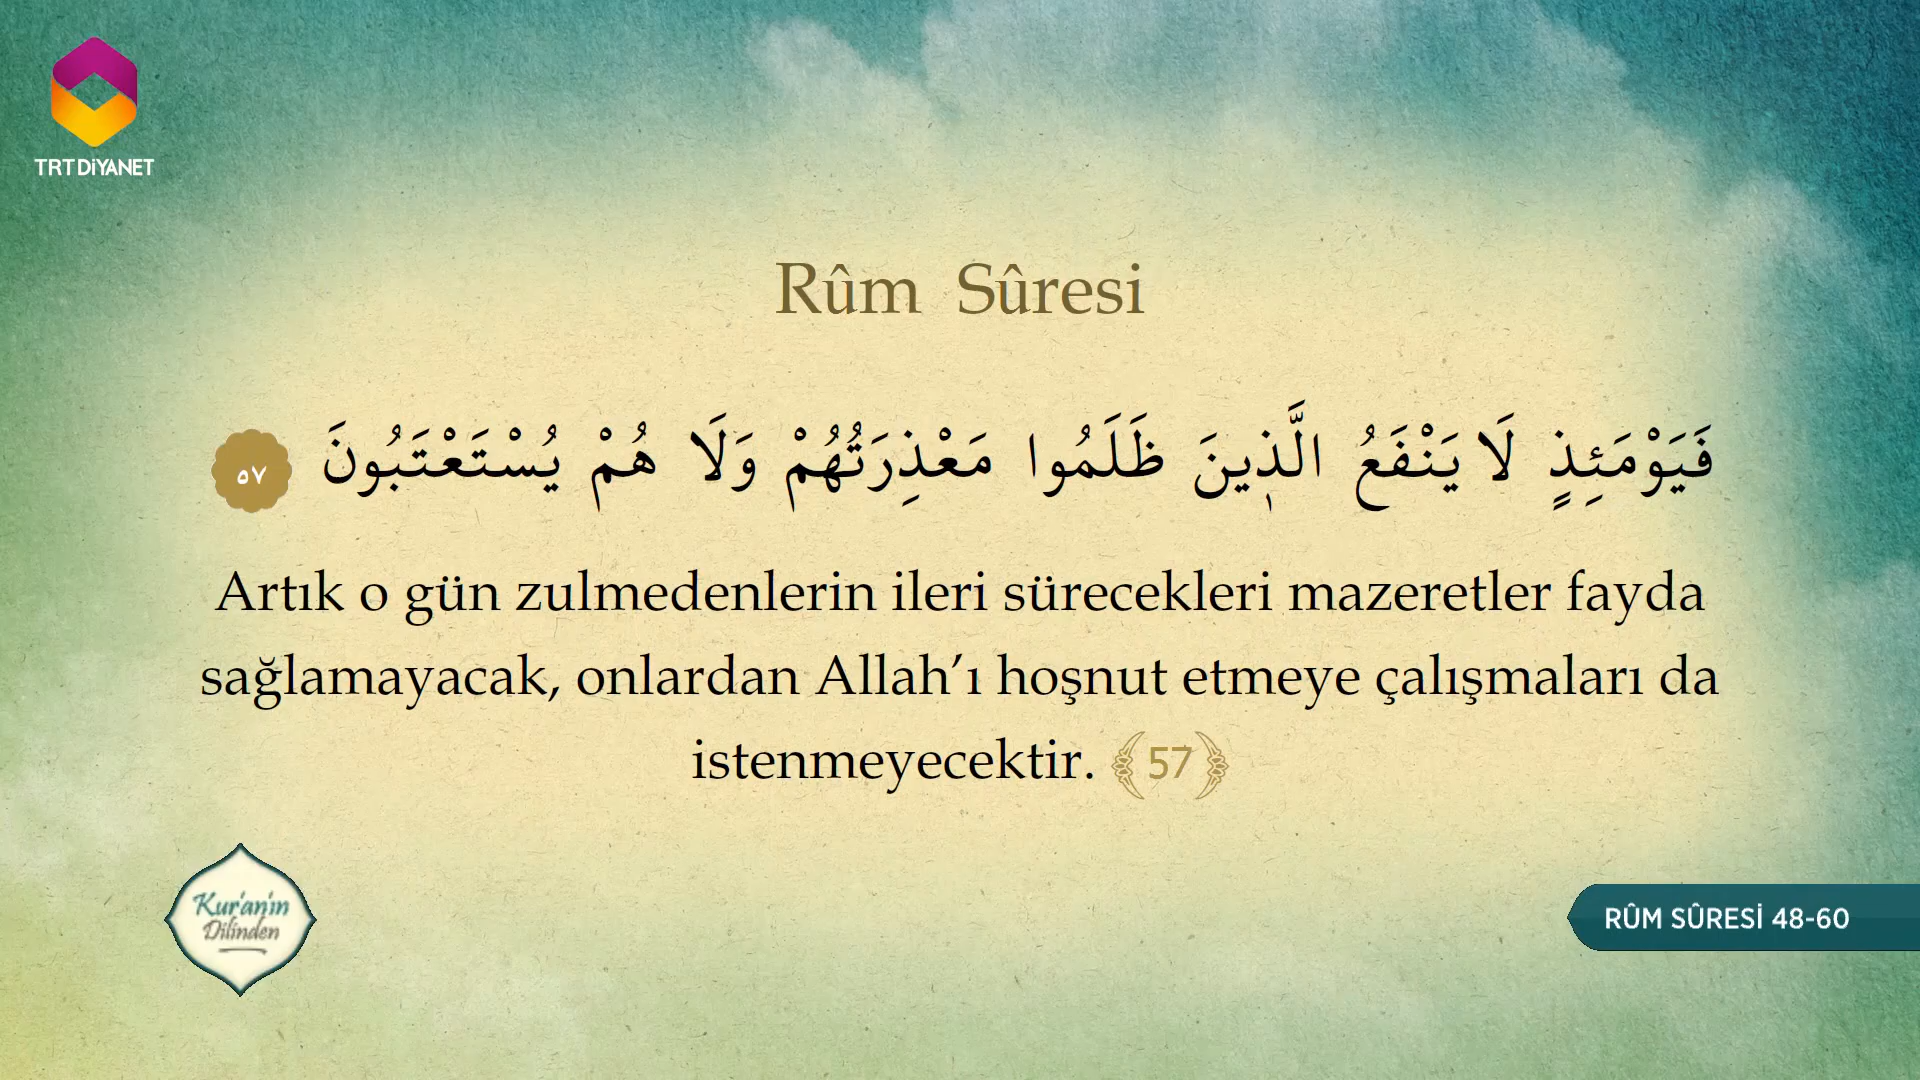 TRT DİYANET
Rûm Sûresi
فَيَوْمَئِذٍ لَا يَنْفَعُ الَّذ۪ينَ ظَلَمُوا مَعْذِرَتُهُمْ وَلَا هُمْ يُسْتَعْتَبُونَ ٥٧
Artık o gün zulmedenlerin ileri sürecekleri mazeretler fayda
sağlamayacak, onlardan Allah’ı hoşnut etmeye çalışmaları da
istenmeyecektir. ﴾57﴿
Kur'an'ın
Dilinden
RÛM SÛRESİ 48-60